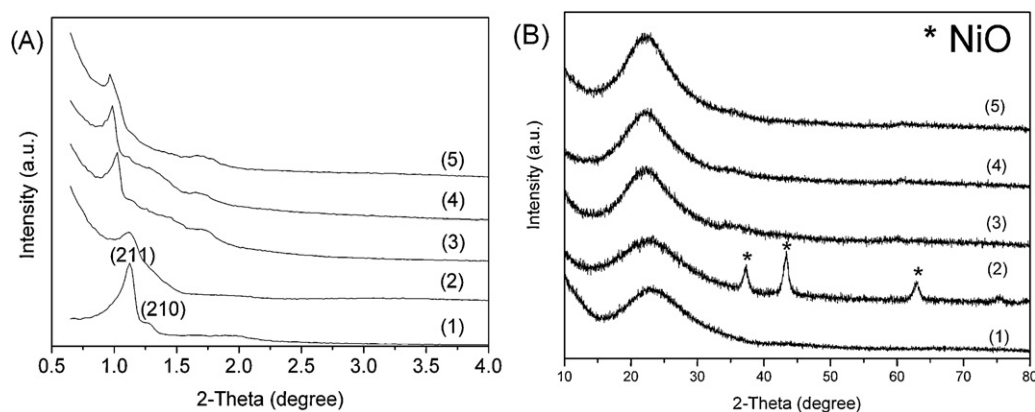 (A)
Intensity (a.u.)
(5)
(4)
(3)
(2)
(1)
(211)
(210)
0.5 1.0 1.5 2.0 2.5 3.0 3.5 4.0
2-Theta (degree)
(B)
* NiO
Intensity (a.u.)
(5)
(4)
(3)
(2)
(1)
* * *
10 20 30 40 50 60 70 80
2-Theta (degree)